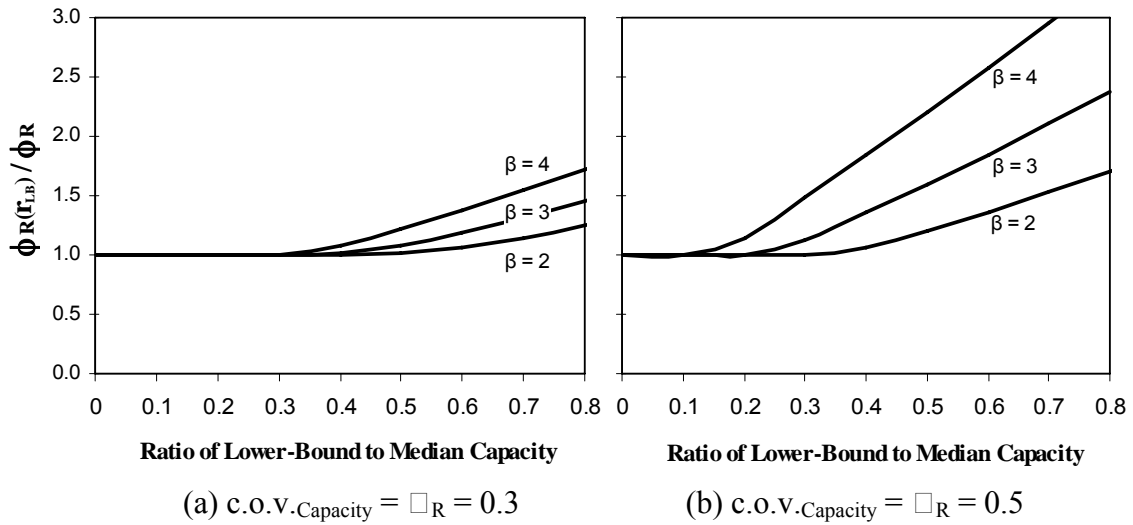 ϕR(rLB) / ϕR
3.0
2.5
2.0
1.5
1.0
0.5
0.0
β = 4
β = 3
β = 2
0 0.1 0.2 0.3 0.4 0.5 0.6 0.7 0.8
Ratio of Lower-Bound to Median Capacity
(a) c.o.v.Capacity = □R = 0.3
β = 4
β = 3
β = 2
0 0.1 0.2 0.3 0.4 0.5 0.6 0.7 0.8
Ratio of Lower-Bound to Median Capacity
(b) c.o.v.Capacity = □R = 0.5